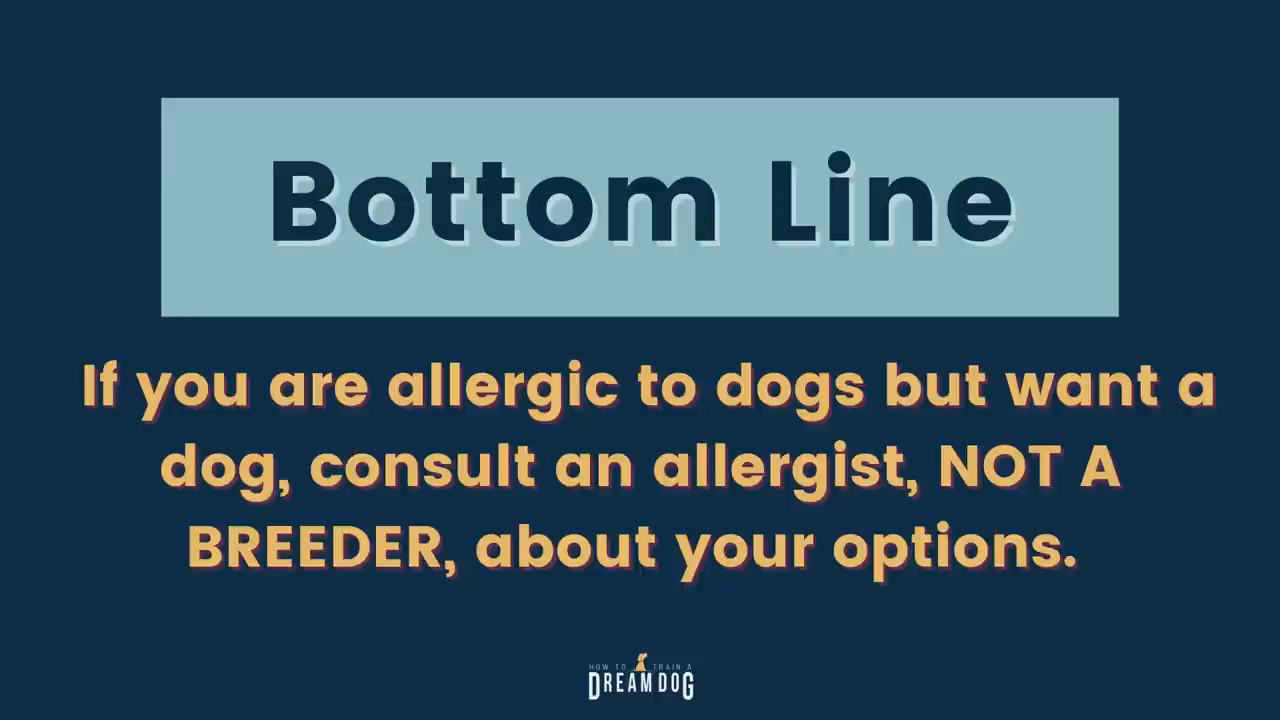 Bottom Line
If you are allergic to dogs but want a
dog, consult an allergist, NOT A
BREEDER, about your options.
HOW TO TRAIN A
DREAM DOG